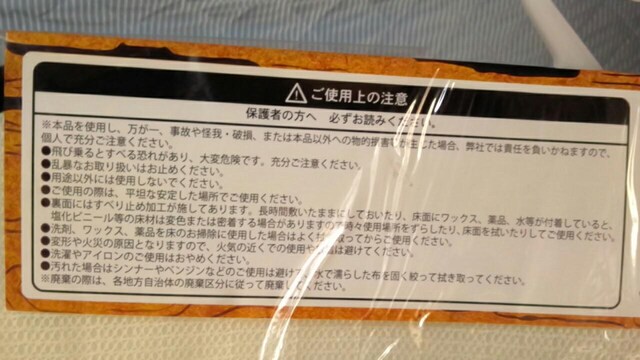 ⚠ご使用上の注意
保護者の方へ 必ずお読みください。
※本品を使用し、万が一、事故や怪我・破損、または本品以外への物的損害等が生じた場合、弊社では責任を負いかねますので、
個人で充分ご注意ください。
●飛び乗るとすべる恐れがあり、大変危険です。充分ご注意ください。
●乱暴なお取り扱いはお止めください。
●用途以外には使用しないでください。
●ご使用の際は、平坦な安定した場所でご使用ください。
●裏面にはすべり止め加工が施してあります。長時間敷いたままにしておいたり、床面にワックス、薬品、水等が付着していると、
塩化ビニール等の床材は変色または密着する場合がありますので時々使用場所をずらしたり、床面を拭いたりしてご使用ください。
●洗剤、ワックス、薬品を床のお掃除に使用した場合はよく拭き取ってからご使用ください。
●変形や火災の原因となりますので、火気の近くでの使用や保管は避けてください。
●洗濯やアイロンのご使用はおやめください。
●汚れた場合はシンナーやベンジンなどのご使用は避けて、水で濡らした布を固く絞って拭き取ってください。
※廃棄の際は、各地方自治体の廃棄区分に従って廃棄してください。